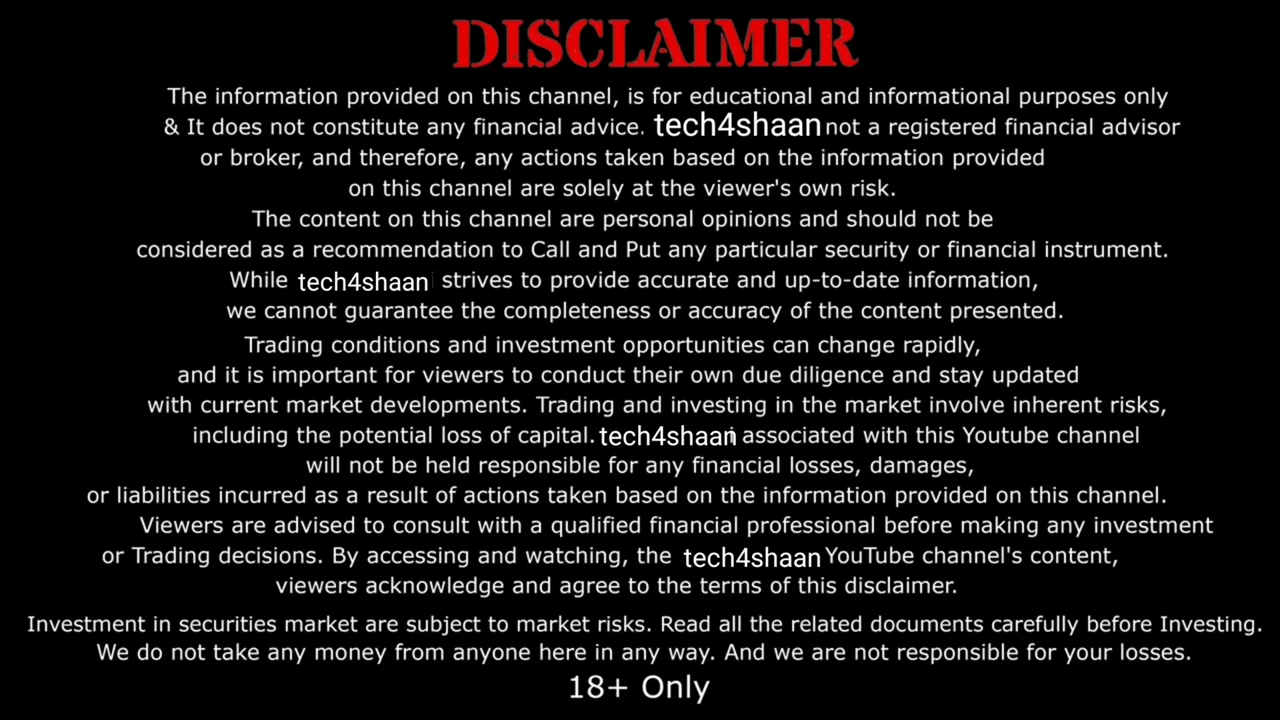 DISCLAIMER
The information provided on this channel, is for educational and informational purposes only
& It does not constitute any financial advice. tech4shaan not a registered financial advisor
or broker, and therefore, any actions taken based on the information provided
on this channel are solely at the viewer's own risk.
The content on this channel are personal opinions and should not be
considered as a recommendation to Call and Put any particular security or financial instrument.
While tech4shaan strives to provide accurate and up-to-date information,
we cannot guarantee the completeness or accuracy of the content presented.
Trading conditions and investment opportunities can change rapidly,
and it is important for viewers to conduct their own due diligence and stay updated
with current market developments. Trading and investing in the market involve inherent risks,
including the potential loss of capital. tech4shaan associated with this Youtube channel
will not be held responsible for any financial losses, damages,
or liabilities incurred as a result of actions taken based on the information provided on this channel.
Viewers are advised to consult with a qualified financial professional before making any investment
or Trading decisions. By accessing and watching, the tech4shaan YouTube channel's content,
viewers acknowledge and agree to the terms of this disclaimer.
Investment in securities market are subject to market risks. Read all the related documents carefully before Investing.
We do not take any money from anyone here in any way. And we are not responsible for your losses.
18+ Only